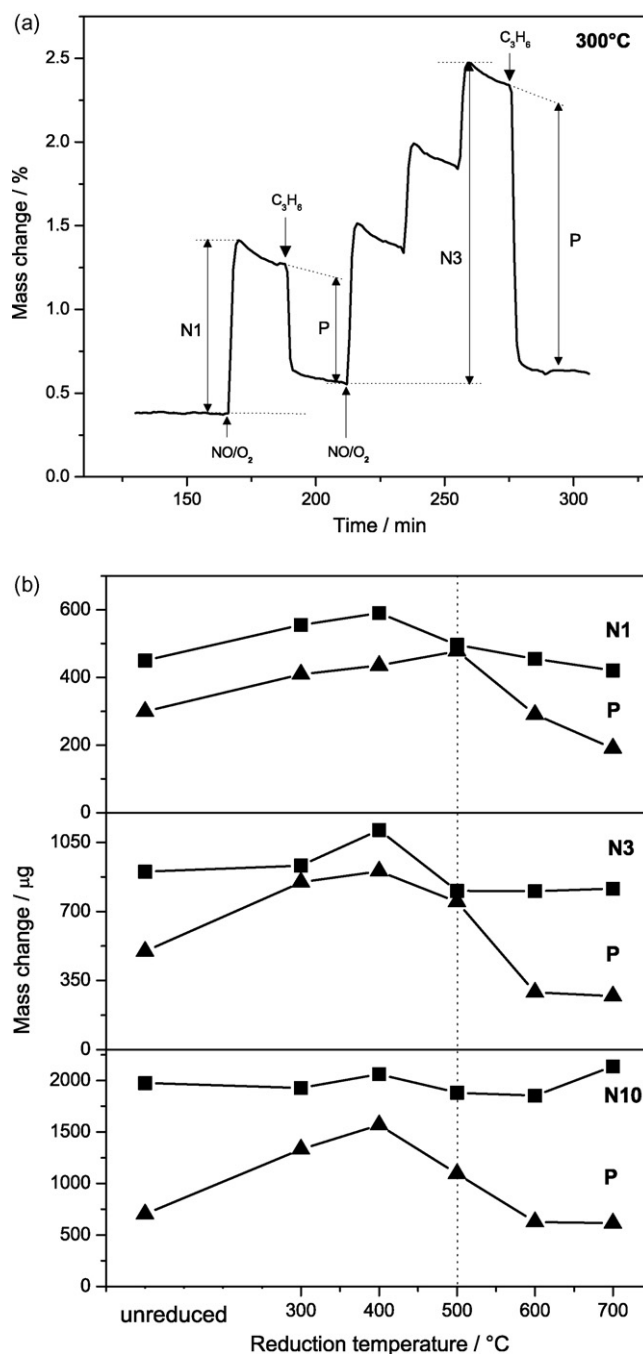 (a)
300°C
C₃H₆
C₃H₆
2.5
2.0
1.5
1.0
0.5
0.0
Mass change / %
N1
P
N3
P
NO/O₂
NO/O₂
150
200
250
300
Time / min
(b)
600
400
200
0
N1
P
1050
700
350
0
N3
P
2000
1500
1000
500
0
N10
P
Mass change / μg
unreduced
300
400
500
600
700
Reduction temperature / °C